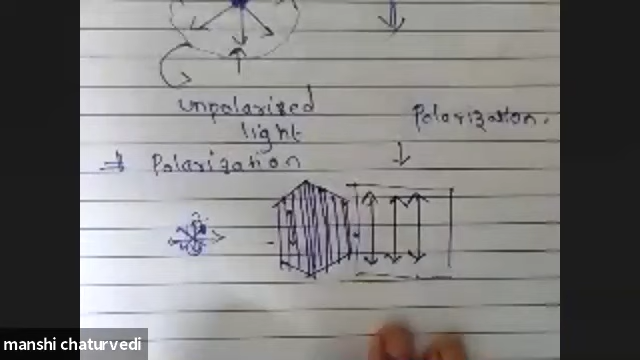 unpolarized
light
Polarization.
⇒ Polarization
manshi chaturvedi